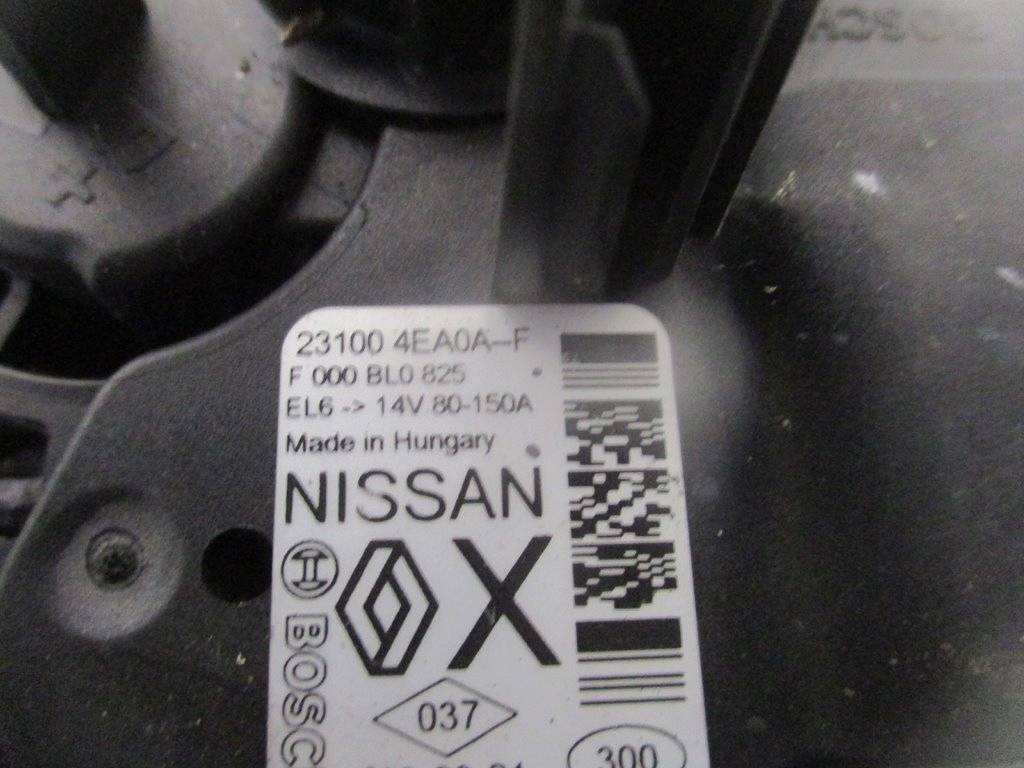 23100 4EA0A-F
F 000 BL0 825
EL6 -> 14V 80-150A
Made in Hungary
NISSAN
X
BOSC
037
300